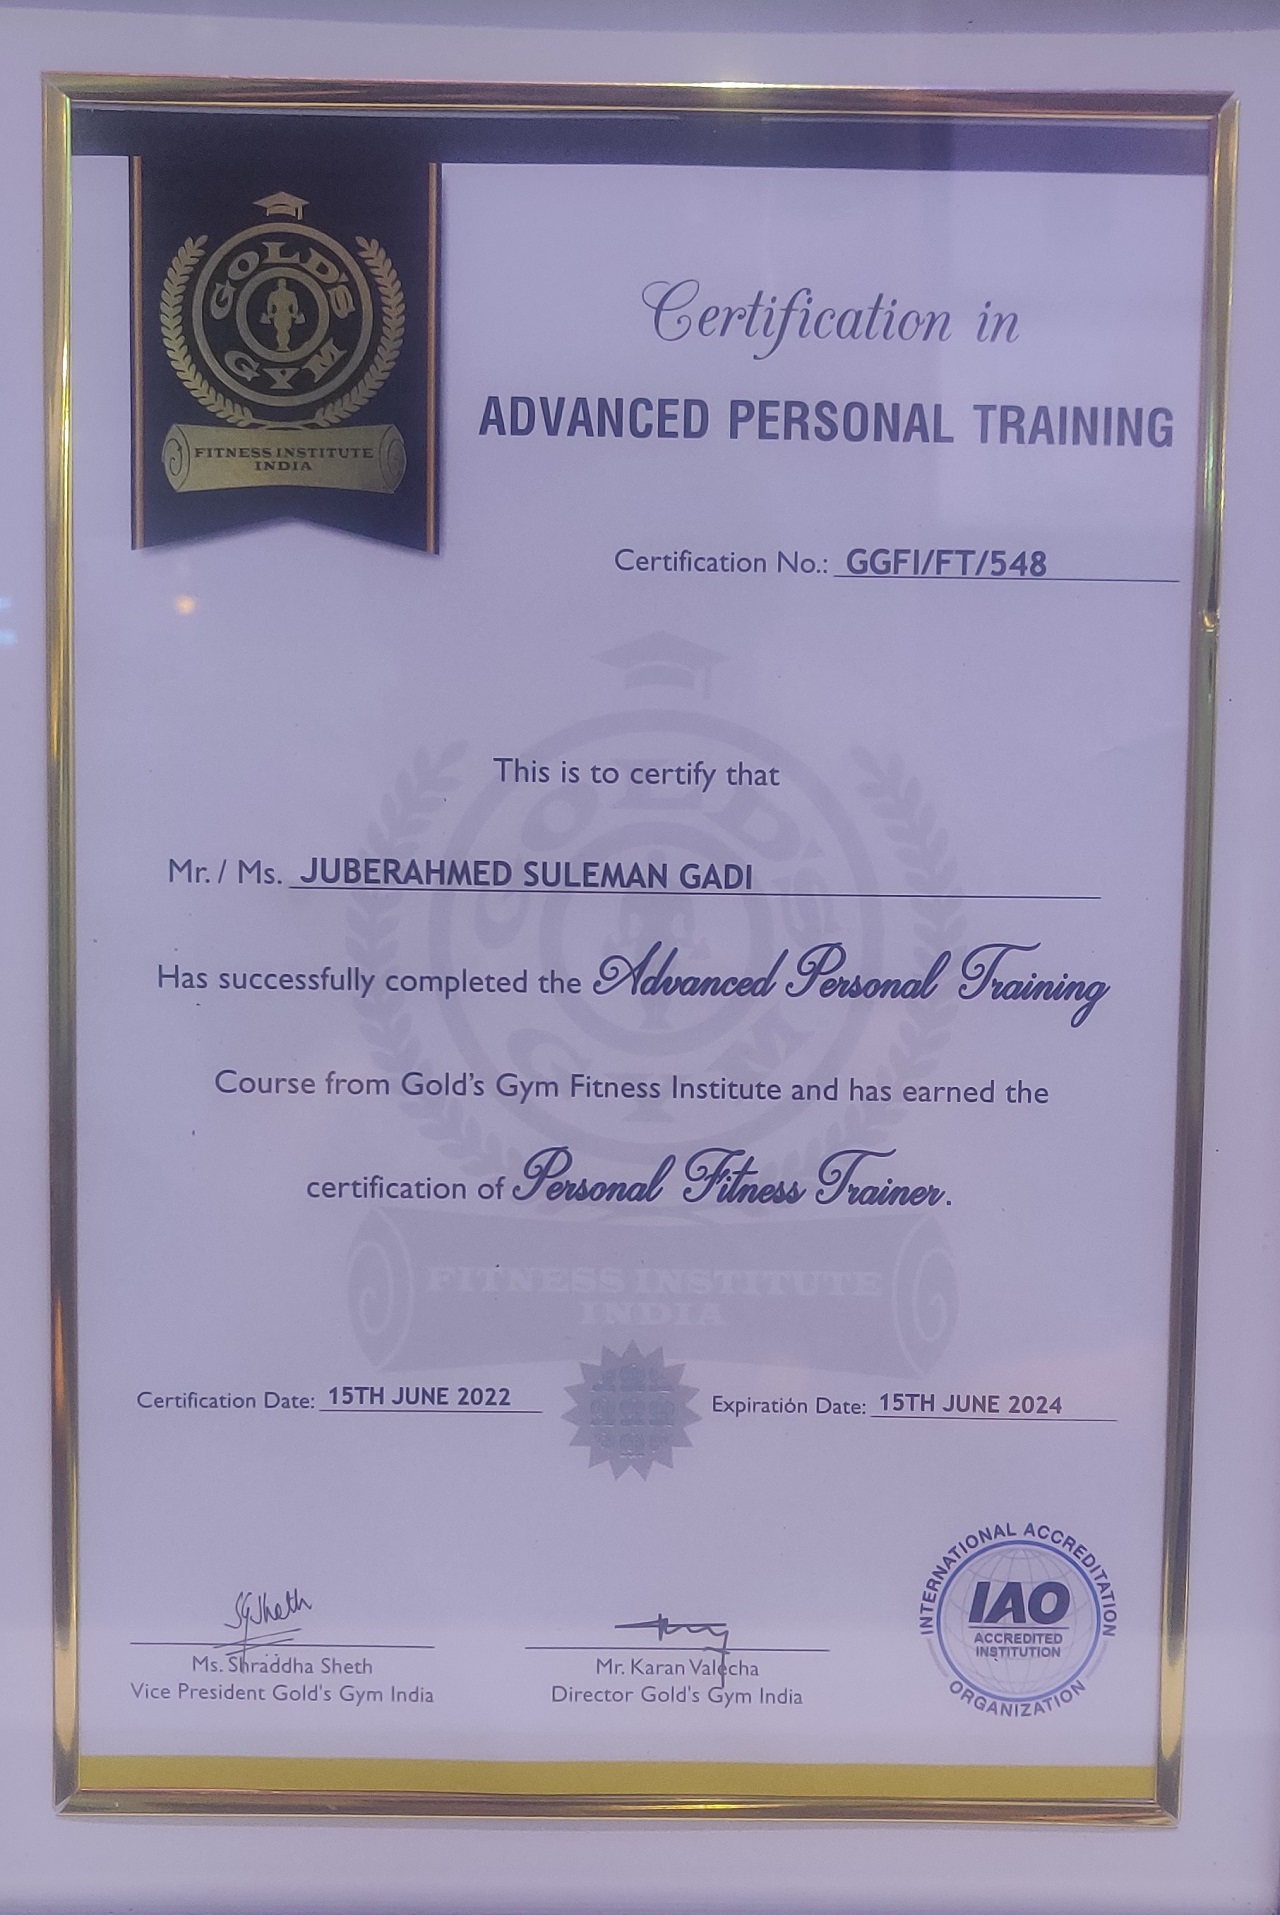 GOLD'S
GYM
FITNESS INSTITUTE
INDIA
Certification in
ADVANCED PERSONAL TRAINING
Certification No.: GGFI/FT/548
This is to certify that
Mr. / Ms. JUBERAHMED SULEMAN GADI
Has successfully completed the Advanced Personal Training
Course from Gold's Gym Fitness Institute and has earned the
certification of Personal Fitness Trainer.
GOLD'S
GYM
FITNESS INSTITUTE
INDIA
Certification Date: 15TH JUNE 2022
Expiration Date: 15TH JUNE 2024
SGSheth
Ms. Shraddha Sheth
Vice President Gold's Gym India
Mr. Karan Valecha
Director Gold's Gym India
INTERNATIONAL ACCREDITATION
IAO
ACCREDITED
INSTITUTION
ORGANIZATION